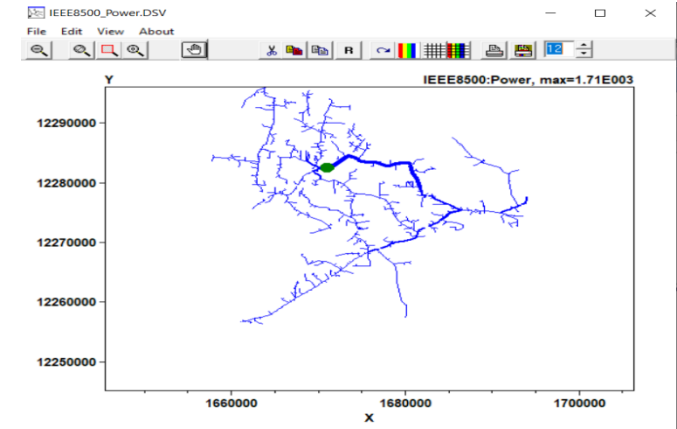 IEEE8500_Power.DSV
File Edit View About
R 12
Y IEEE8500:Power, max=1.71E003
12290000
12280000
12270000
12260000
12250000
1660000 1680000 1700000
X